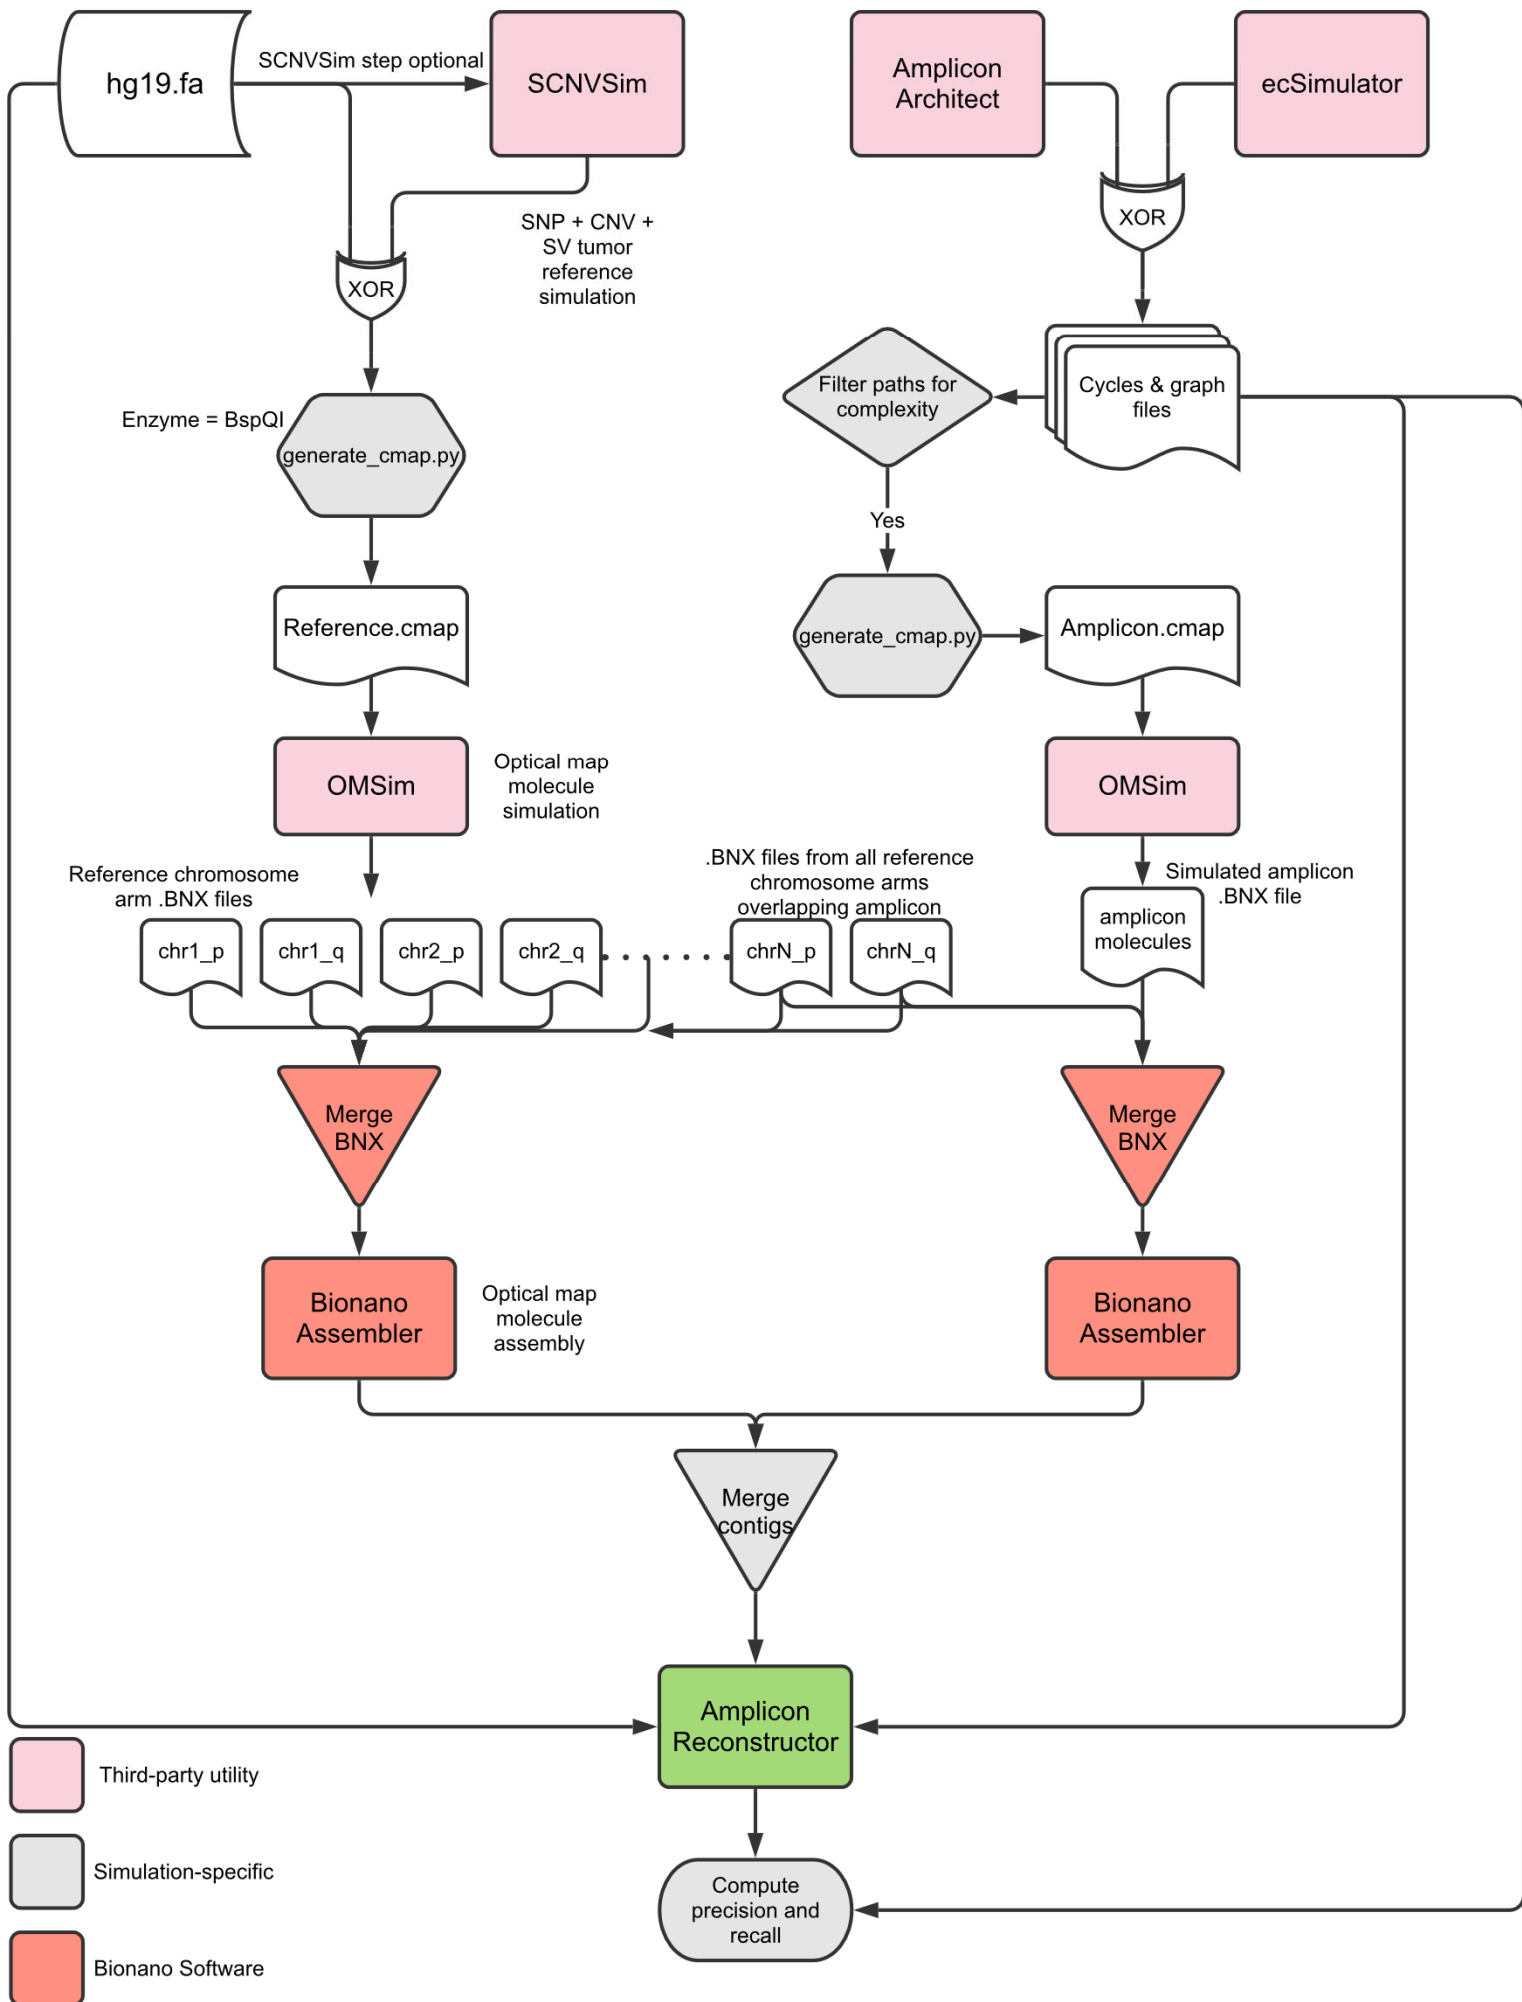 hg19.fa
SCNVSim step optional
SCNVSim
Amplicon
Architect
ecSimulator
XOR
SNP + CNV +
SV tumor
reference
simulation
XOR
Enzyme = BspQI
generate_cmap.py
Filter paths for
complexity
Cycles & graph
files
Yes
Reference.cmap
generate_cmap.py
Amplicon.cmap
OMSim
Optical map
molecule
simulation
OMSim
Reference chromosome
arm .BNX files
.BNX files from all reference
chromosome arms
overlapping amplicon
Simulated amplicon
.BNX file
chr1_p
chr1_q
chr2_p
chr2_q
chrN_p
chrN_q
amplicon
molecules
Merge
BNX
Merge
BNX
Bionano
Assembler
Optical map
molecule
assembly
Bionano
Assembler
Merge
contigs
Amplicon
Reconstructor
Compute
precision and
recall
Third-party utility
Simulation-specific
Bionano Software